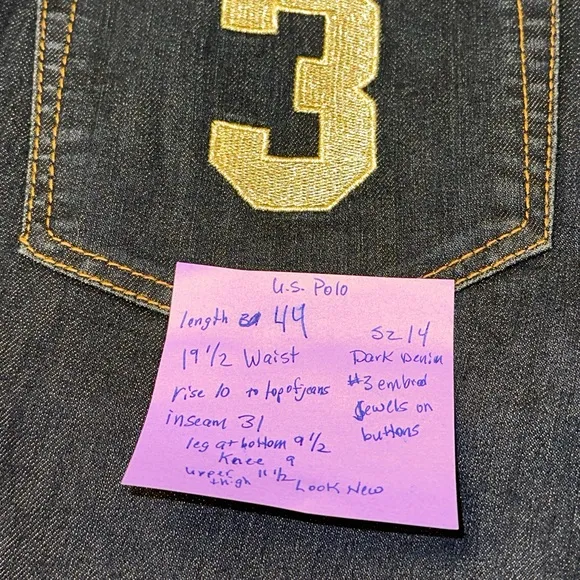 3
U.S. Polo
length 44
19 1/2 Waist
rise 10 to top of jeans
inseam 31
leg at bottom 9 1/2
Knee 9
upper thigh 11 1/2
Look New
Sz 14
Dark Denim
#3 embred
Jewels on
buttons